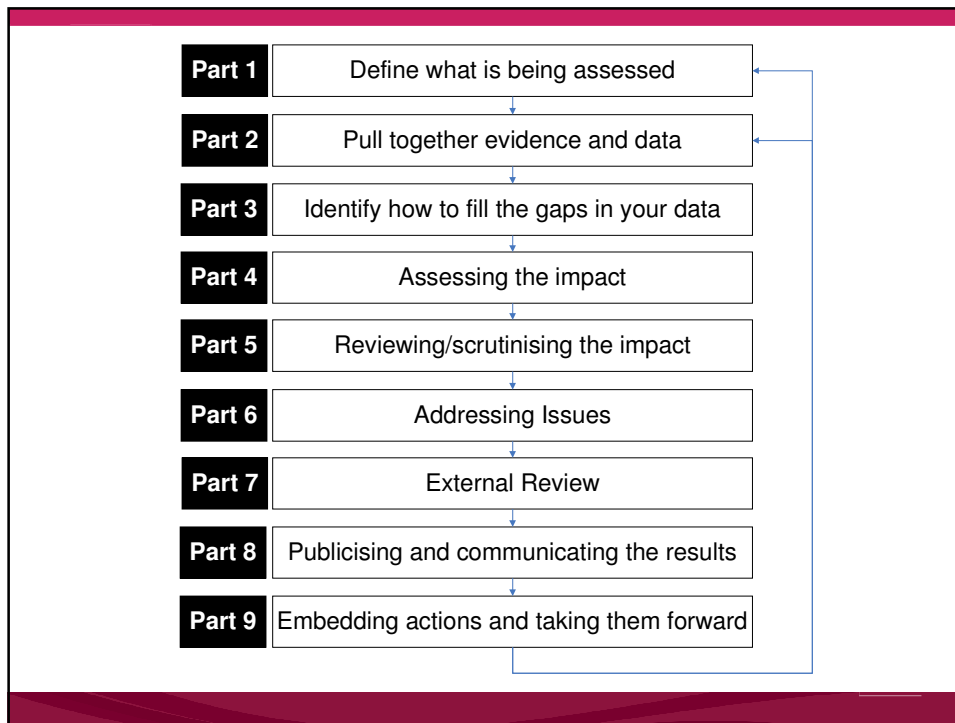 Part 1 Define what is being assessed
Part 2 Pull together evidence and data
Part 3 Identify how to fill the gaps in your data
Part 4 Assessing the impact
Part 5 Reviewing/scrutinising the impact
Part 6 Addressing Issues
Part 7 External Review
Part 8 Publicising and communicating the results
Part 9 Embedding actions and taking them forward